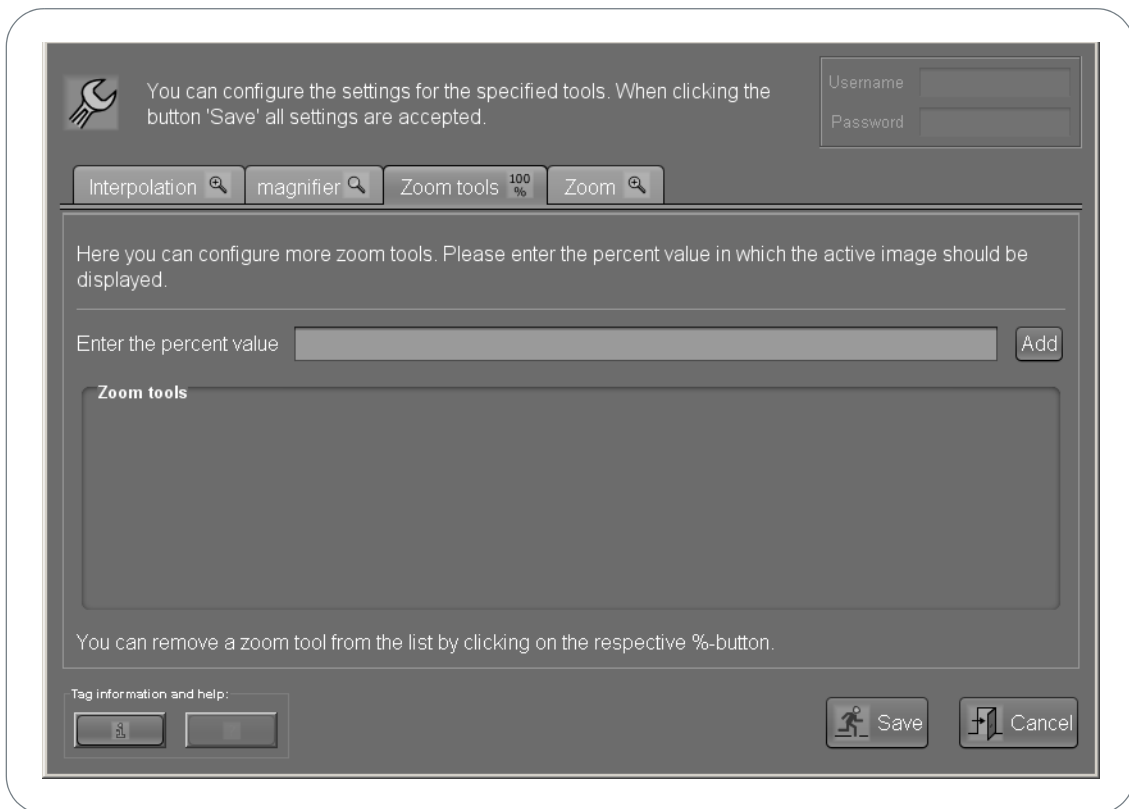 You can configure the settings for the specified tools. When clicking the
button 'Save' all settings are accepted.
Username
Password
Interpolation
magnifier
Zoom tools 100 %
Zoom
Here you can configure more zoom tools. Please enter the percent value in which the active image should be
displayed.
Enter the percent value
Add
Zoom tools
You can remove a zoom tool from the list by clicking on the respective %-button.
Tag information and help:
i
Save
Cancel